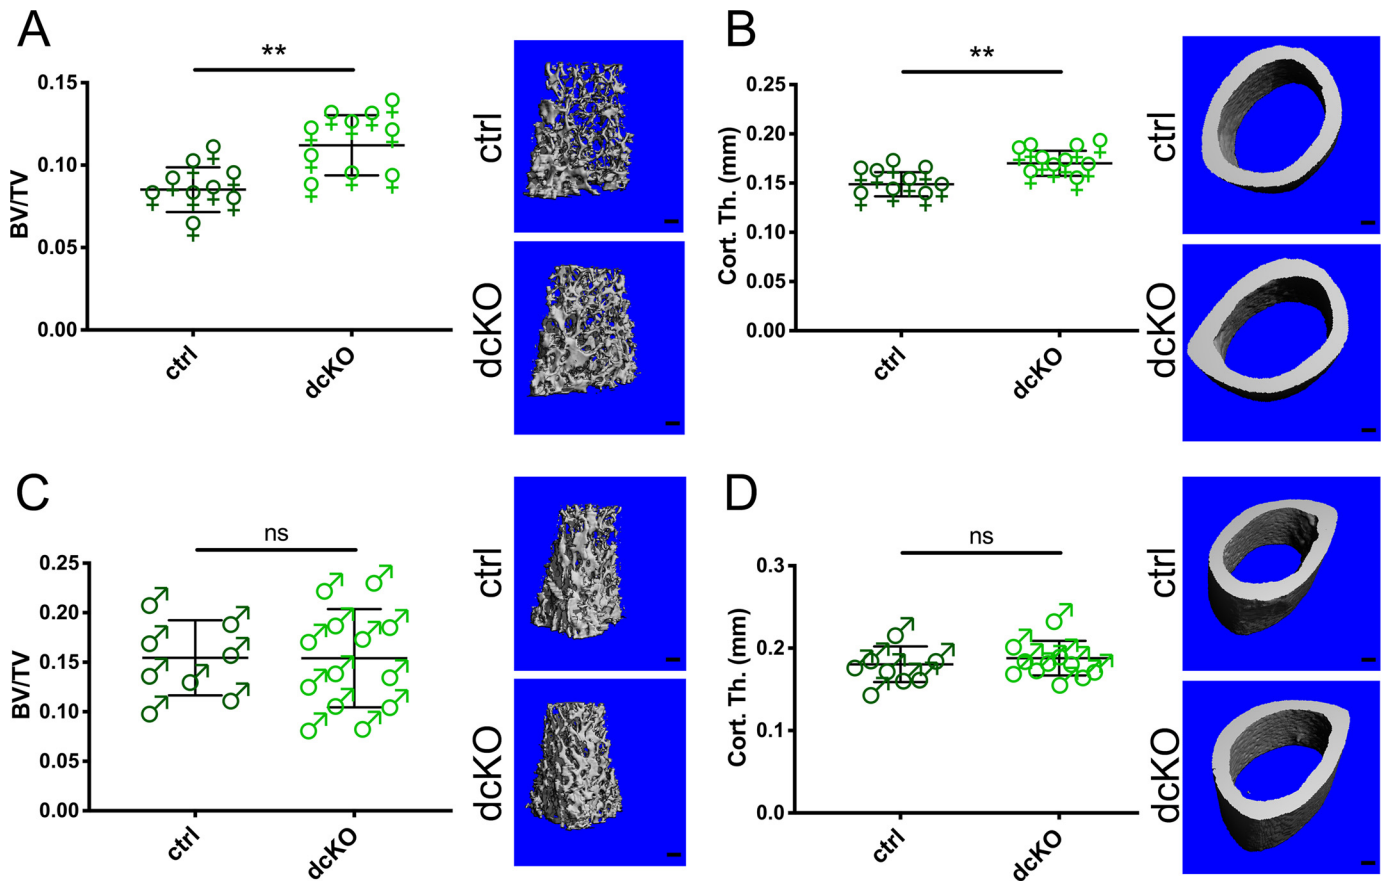 A
**
BV/TV
0.15
0.10
0.05
0.00
ctrl
dcKO
ctrl
dcKO
B
**
Cort. Th. (mm)
0.25
0.20
0.15
0.10
0.05
0.00
ctrl
dcKO
ctrl
dcKO
C
ns
BV/TV
0.25
0.20
0.15
0.10
0.05
0.00
ctrl
dcKO
ctrl
dcKO
D
ns
Cort. Th. (mm)
0.3
0.2
0.1
0.0
ctrl
dcKO
ctrl
dcKO